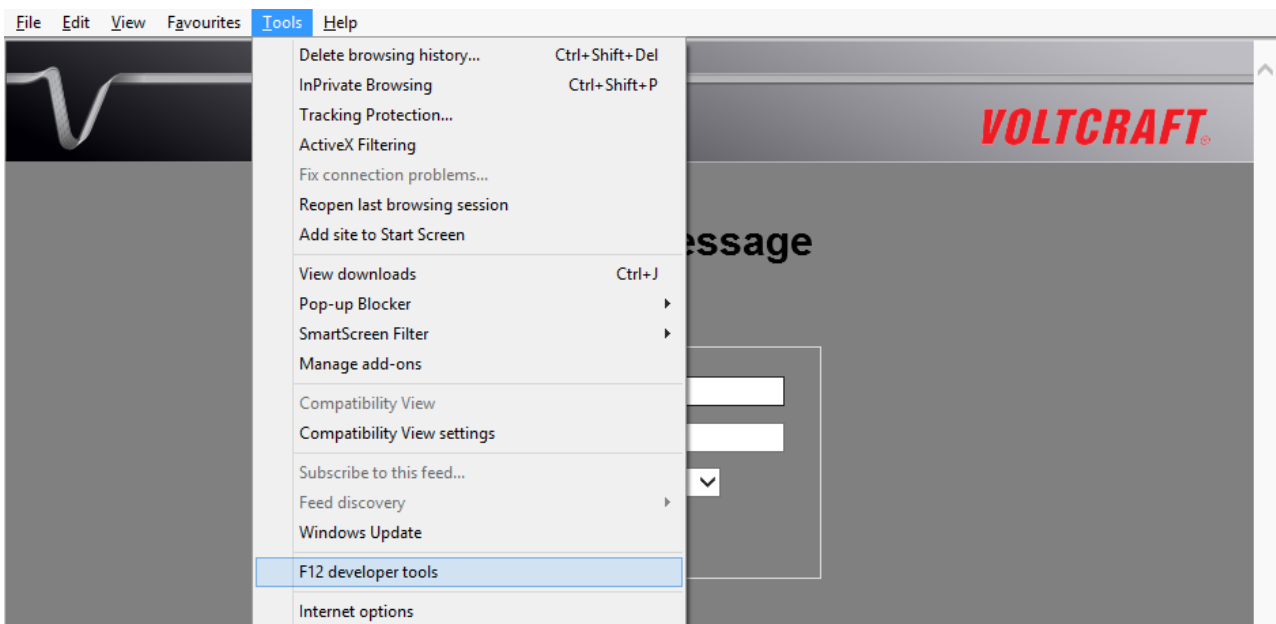 File Edit View Favourites Tools Help
Delete browsing history... Ctrl+Shift+Del
InPrivate Browsing Ctrl+Shift+P
Tracking Protection...
ActiveX Filtering
Fix connection problems...
Reopen last browsing session
Add site to Start Screen
VOLTCRAFT®
essage
View downloads Ctrl+J
Pop-up Blocker
SmartScreen Filter
Manage add-ons
Compatibility View
Compatibility View settings
Subscribe to this feed...
Feed discovery
Windows Update
F12 developer tools
Internet options